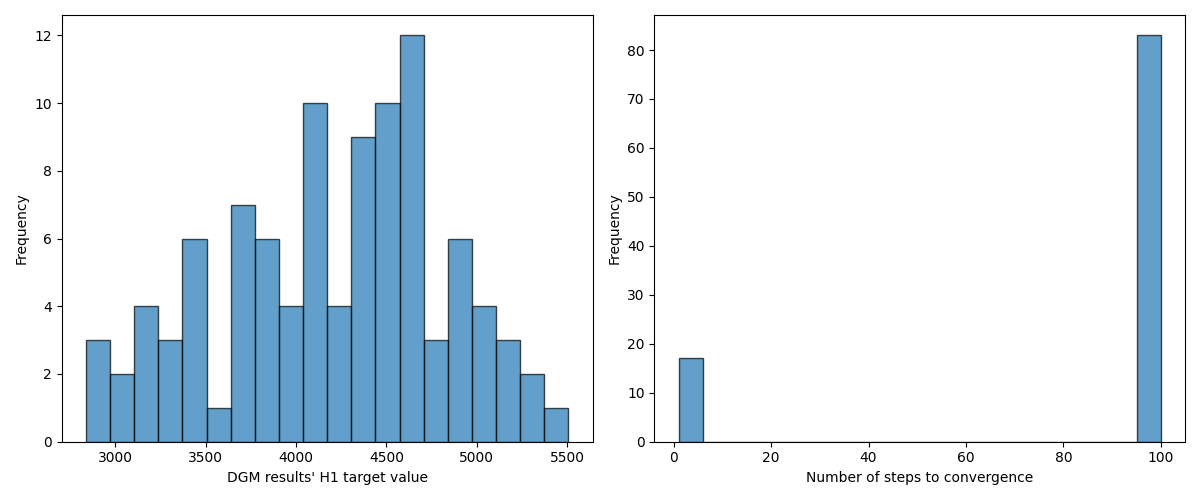 12
10
8
6
4
2
0
Frequency
3000 3500 4000 4500 5000 5500
DGM results' H1 target value
80
70
60
50
40
30
20
10
0
Frequency
0 20 40 60 80 100
Number of steps to convergence